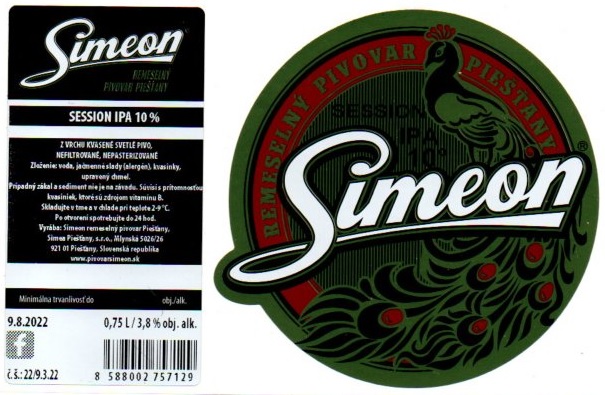 Simeon
REMESELNÝ
PIVOVAR PIEŠŤANY
SESSION IPA 10 %
Z VRCHU KVASENÉ SVETLÉ PIVO,
NEFILTROVANÉ, NEPASTERIZOVANÉ
Zloženie: voda, jačmenné slady (alergén), kvasinky,
upravený chmel.
Prípadný zákal a sediment nie je na závadu. Súvisí s prítomnosťou
kvasiniek, ktoré sú zdrojom vitamínu B.
Skladujte v tme a v chlade pri teplote 2-9 °C.
Po otvorení spotrebujte do 24 hod.
Výroba: Simeon remeselný pivovar Piešťany,
Simea Piešťany, s.r.o., Mlynská 5026/26
921 01 Piešťany, Slovenská republika
www.pivovarsimeon.sk
Minimálna trvanlivosť do obj./alk.
9.8.2022 0,75 L / 3,8 % obj. alk.
f
č.š.: 22/9.3.22
8 588002 757129
REMESELNÝ PIVOVAR PIEŠŤANY
SESSION
IPA
10°
Simeon ®